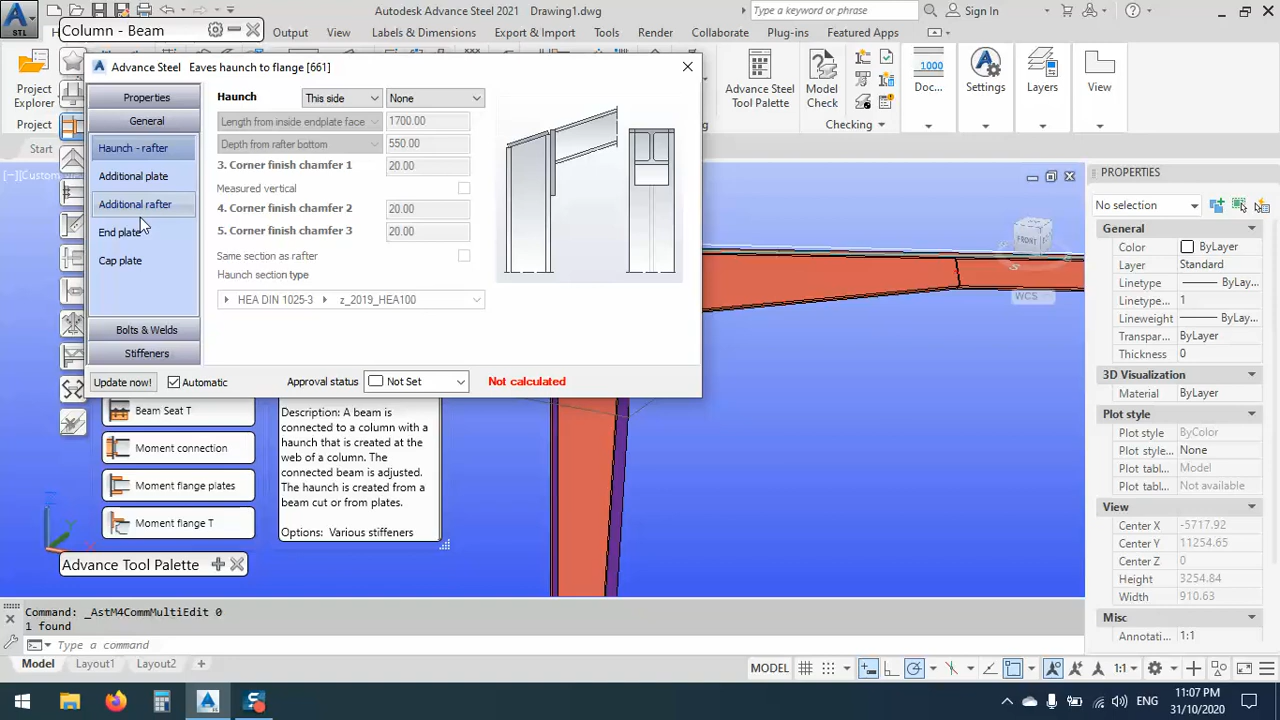 Autodesk Advance Steel 2021 Drawing1.dwg
Type a keyword or phrase
Sign In
STL
Column - Beam
Output View Labels & Dimensions Export & Import Tools Render Collaborate Plug-ins Featured Apps
Project Explorer
Project
Start
Advance Steel Tool Palette
Model Check
Checking
1000
Doc...
Settings
Layers
View
Advance Steel Eaves haunch to flange [661]
Properties
General
Haunch - rafter
Additional plate
Additional rafter
End plate
Cap plate
Bolts & Welds
Stiffeners
Haunch This side None
Length from inside endplate face 1700.00
Depth from rafter bottom 550.00
3. Corner finish chamfer 1 20.00
Measured vertical
4. Corner finish chamfer 2 20.00
5. Corner finish chamfer 3 20.00
Same section as rafter
Haunch section type
HEA DIN 1025-3 z_2019_HEA100
Update now! Automatic Approval status Not Set Not calculated
Beam Seat T
Moment connection
Moment flange plates
Moment flange T
Description: A beam is
connected to a column with
a haunch that is created at the
web of a column. The
connected beam is adjusted.
The haunch is created from a
beam cut or from plates.
Options: Various stiffeners
Advance Tool Palette
FRONT
S
WCS
PROPERTIES
No selection
General
Color ByLayer
Layer Standard
Linetype ByLay...
Linetype... 1
Lineweight ByLay...
Transpar... ByLayer
Thickness 0
3D Visualization
Material ByLayer
Plot style
Plot style ByColor
Plot style... None
Plot tabl... Model
Plot tabl... Not available
View
Center X -5717.92
Center Y 11254.65
Center Z 0
Height 3254.84
Width 910.63
Misc
Annotati... 1:1
Command: _AstM4CommMultiEdit 0
1 found
Type a command
Model Layout1 Layout2 +
MODEL 1:1
ENG
11:07 PM
31/10/2020